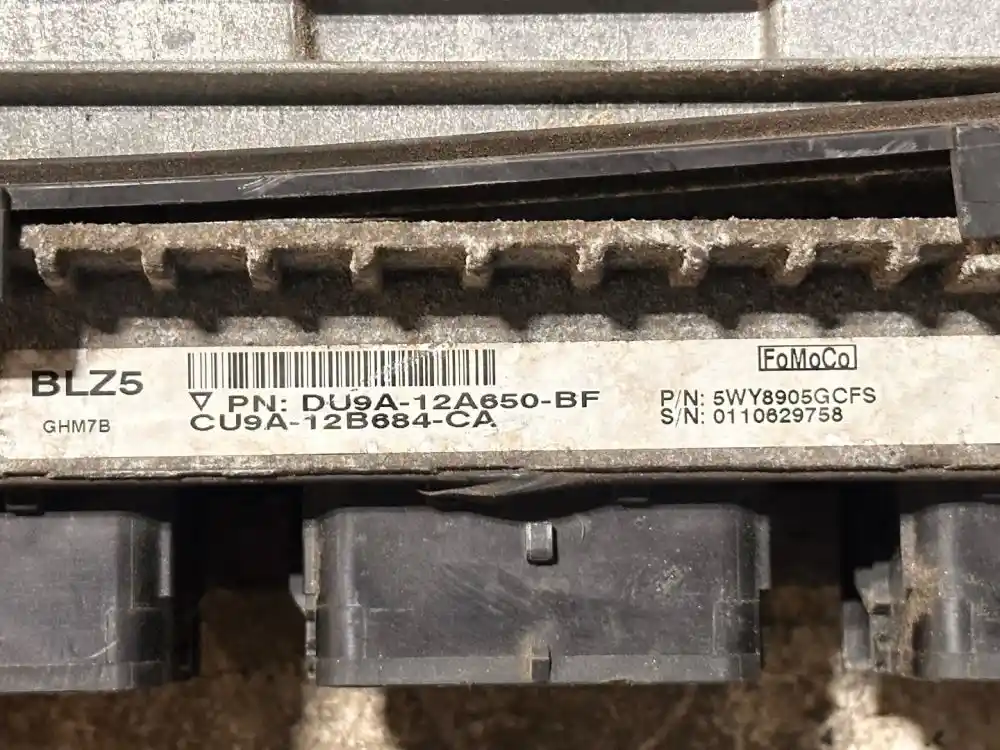 BLZ5
GHM7B
PN: DU9A-12A650-BF
CU9A-12B684-CA
FoMoCo
P/N: 5WY8905GCFS
S/N: 0110629758